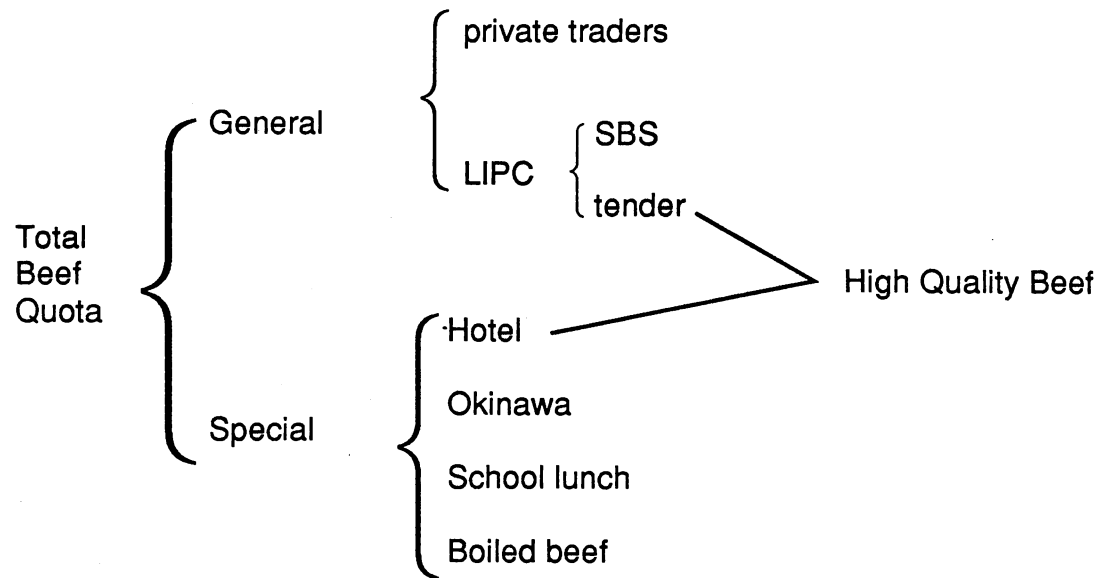 private traders
General
SBS
LIPC
tender
Total
Beef
Quota
High Quality Beef
Hotel
Okinawa
Special
School lunch
Boiled beef